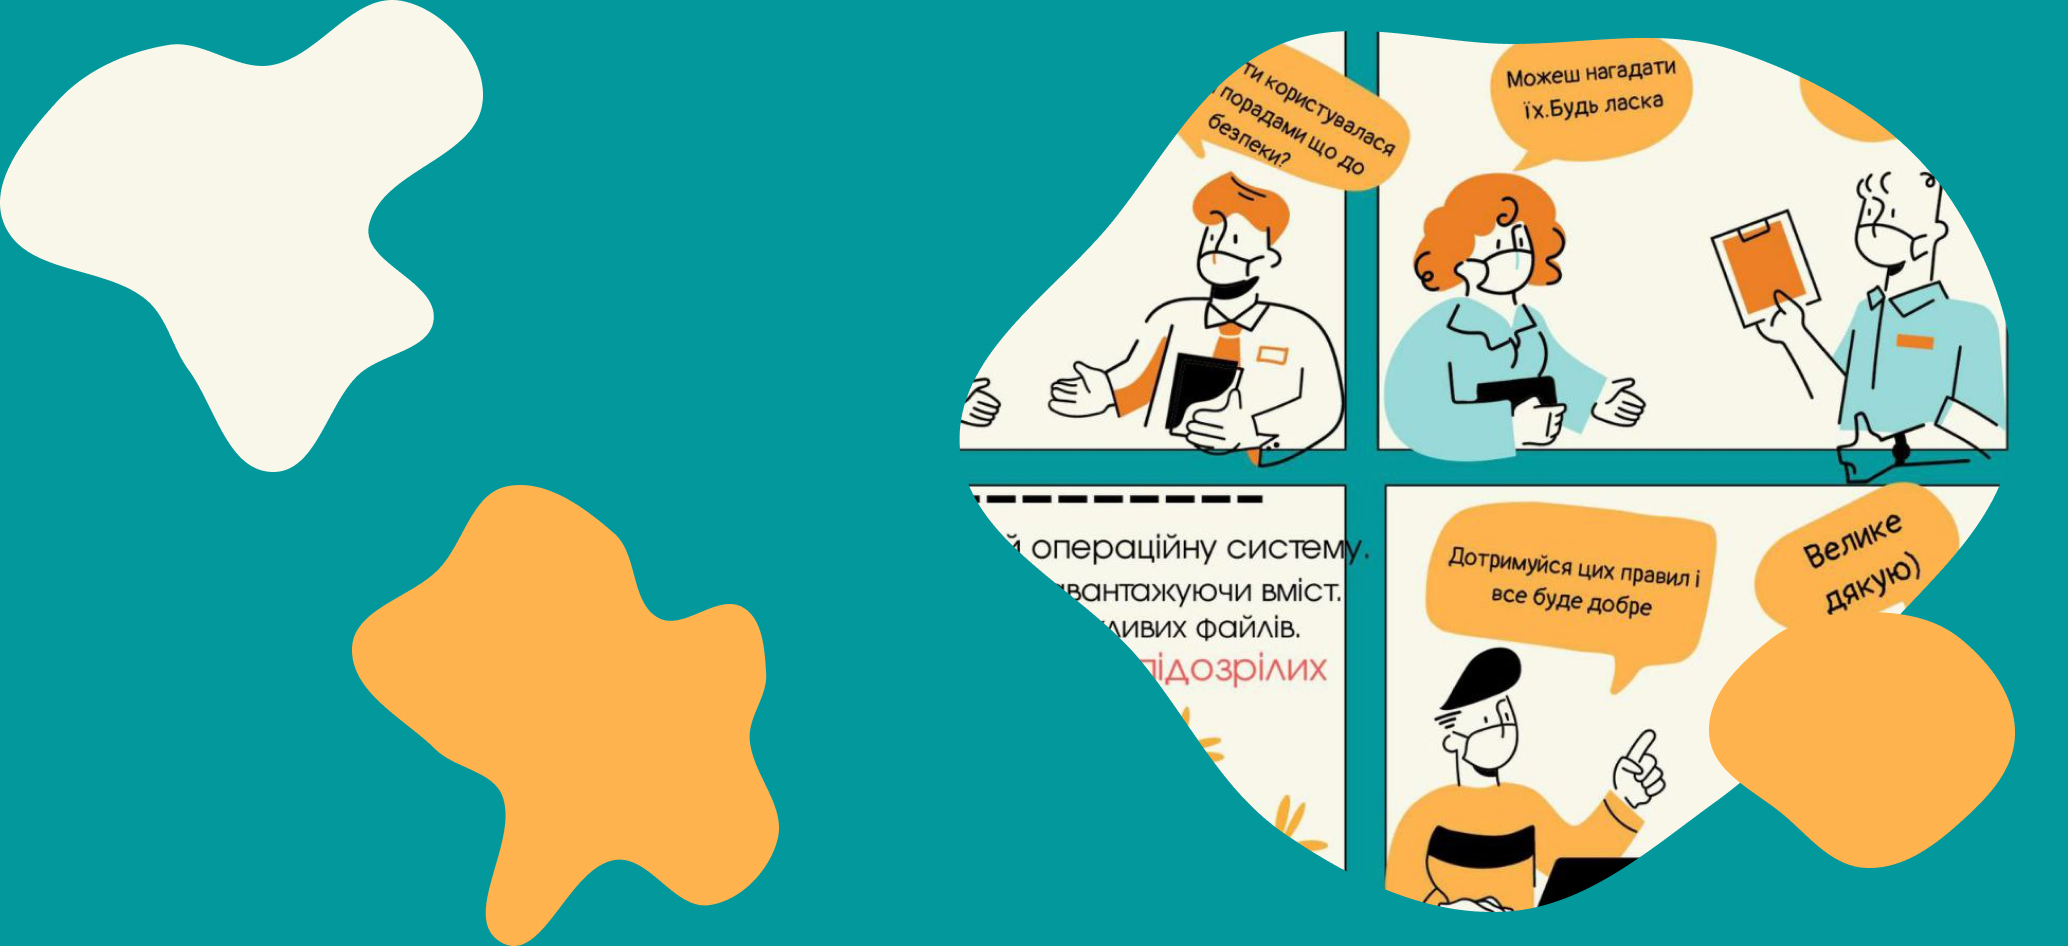 ти користувалася
порадами що до
безпеки?
Можеш нагадати
їх.Будь ласка
й операційну систему.
вміст.
файлів.
підозрілих
Дотримуйся цих правил і
все буде добре
Велике
дякую)